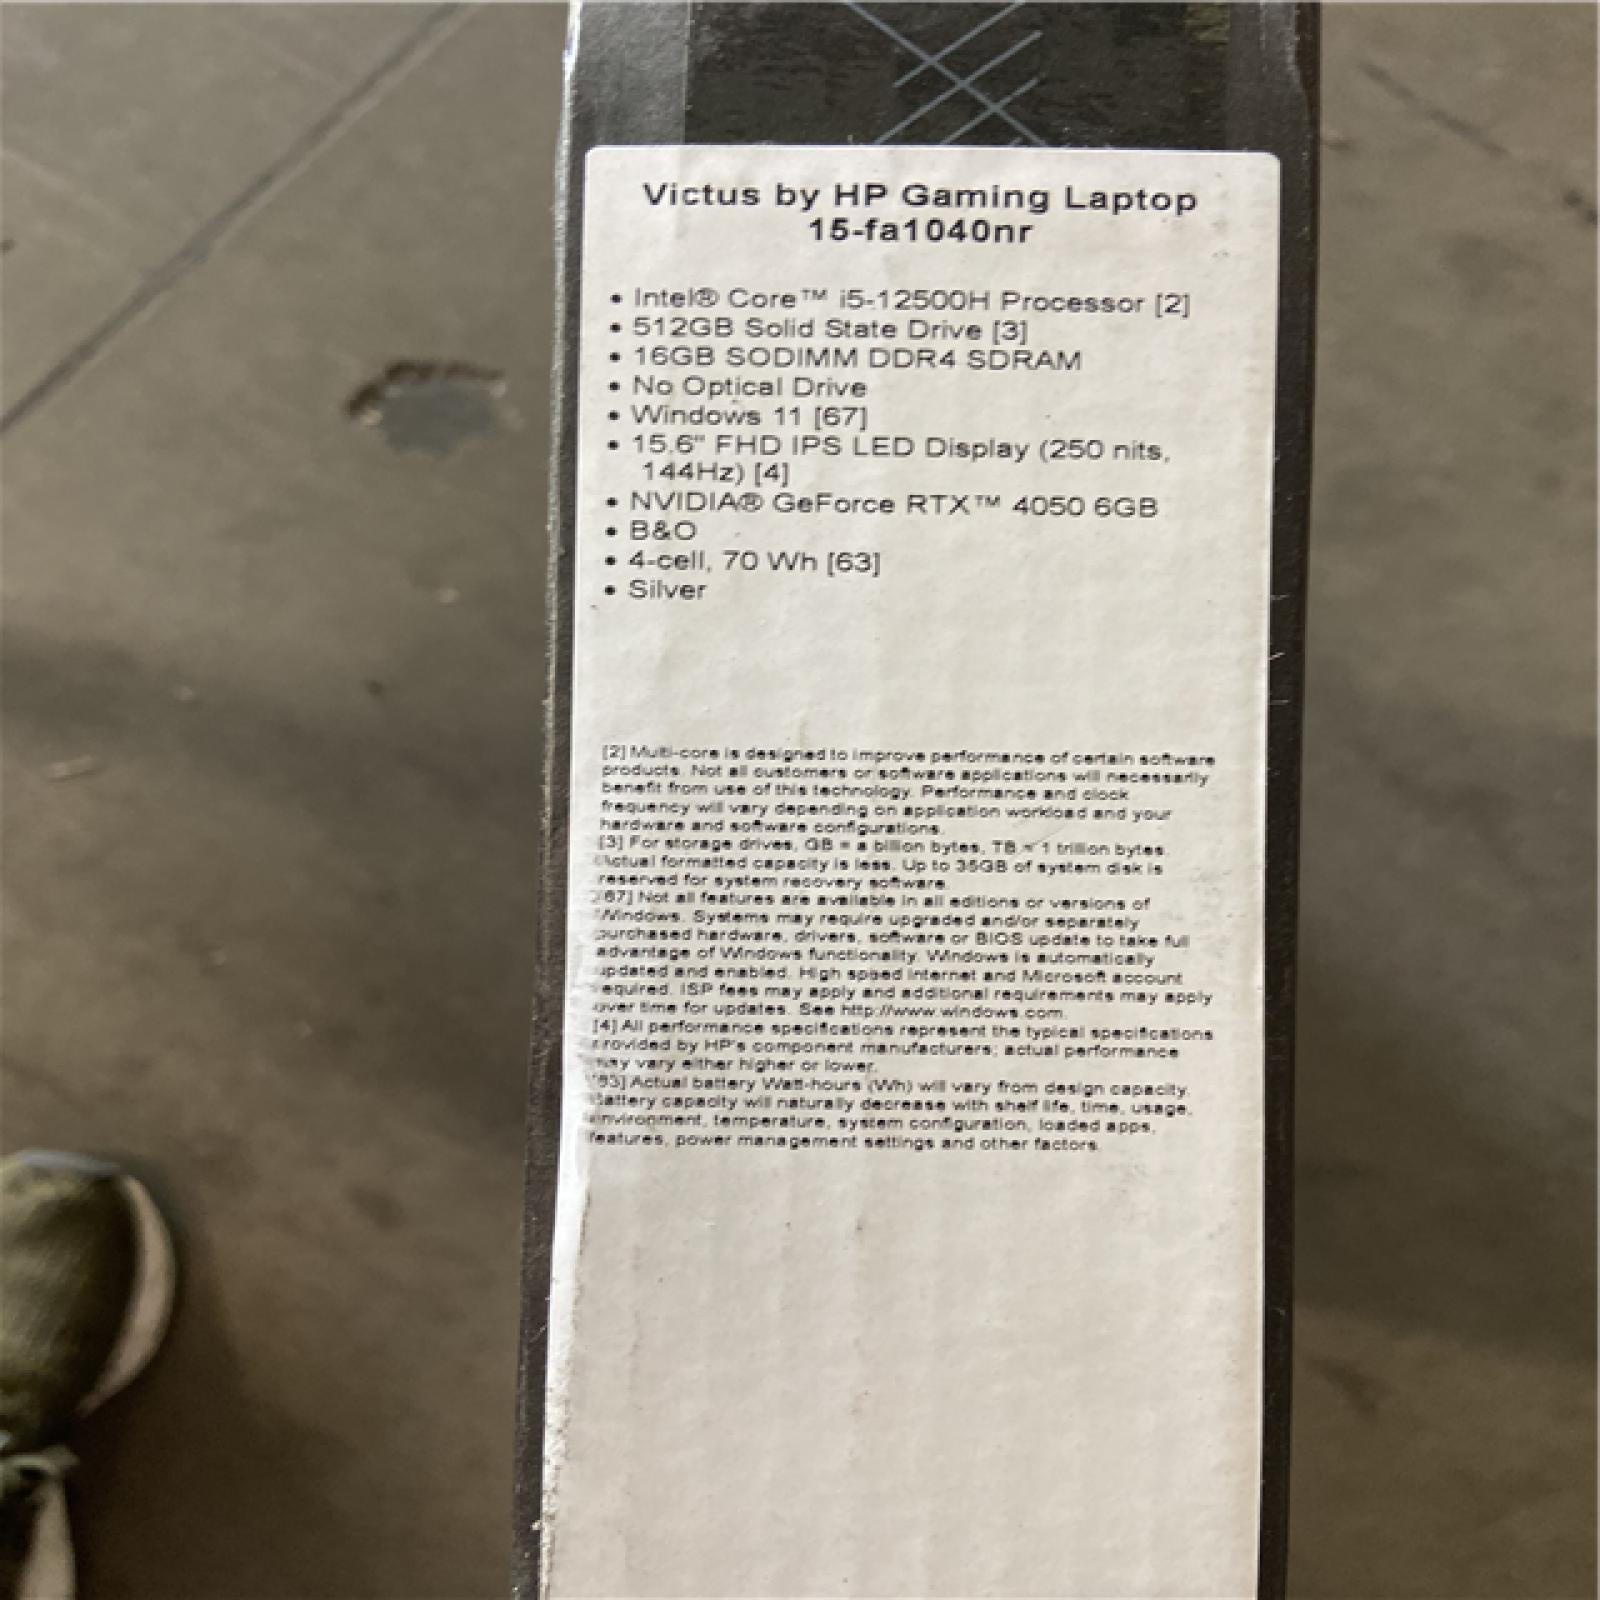 Victus by HP Gaming Laptop
15-fa1040nr
• Intel® Core™ i5-12500H Processor [2]
• 512GB Solid State Drive [3]
• 16GB SODIMM DDR4 SDRAM
• No Optical Drive
• Windows 11 [67]
• 15.6" FHD IPS LED Display (250 nits,
144Hz) [4]
• NVIDIA® GeForce RTX™ 4050 6GB
• B&O
• 4-cell, 70 Wh [63]
• Silver
[2] Multi-core is designed to improve performance of certain software
products. Not all customers or software applications will necessarily
benefit from use of this technology. Performance and clock
frequency will vary depending on application workload and your
hardware and software configurations.
[3] For storage drives, GB = a billion bytes, TB = 1 trillion bytes.
Actual formatted capacity is less. Up to 35GB of system disk is
reserved for system recovery software.
[67] Not all features are available in all editions or versions of
Windows. Systems may require upgraded and/or separately
purchased hardware, drivers, software or BIOS update to take full
advantage of Windows functionality. Windows is automatically
updated and enabled. High speed internet and Microsoft account
required. ISP fees may apply and additional requirements may apply
over time for updates. See http://www.windows.com.
[4] All performance specifications represent the typical specifications
provided by HP's component manufacturers; actual performance
may vary either higher or lower.
[63] Actual battery Watt-hours (Wh) will vary from design capacity.
Battery capacity will naturally decrease with shelf life, time, usage,
environment, temperature, system configuration, loaded apps,
features, power management settings and other factors.